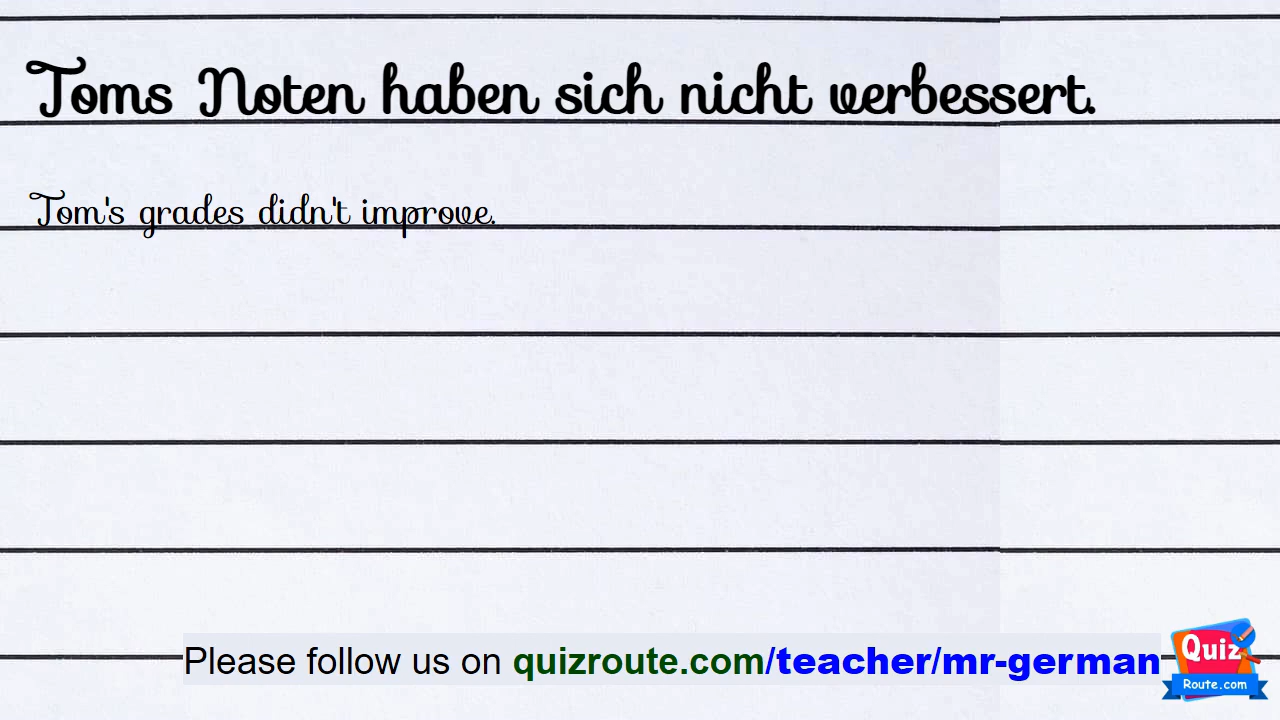 Toms Noten haben sich nicht verbessert.
Tom's grades didn't improve.
Please follow us on quizroute.com/teacher/mr-german
Quiz
Route.com